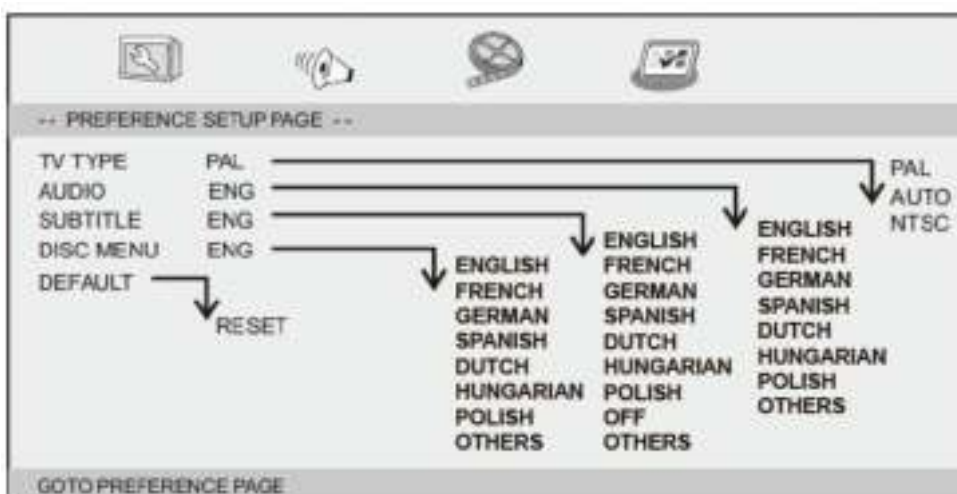 -- PREFERENCE SETUP PAGE --
TV TYPE PAL
AUDIO ENG
SUBTITLE ENG
DISC MENU ENG
DEFAULT
RESET
ENGLISH
FRENCH
GERMAN
SPANISH
DUTCH
HUNGARIAN
POLISH
OTHERS
ENGLISH
FRENCH
GERMAN
SPANISH
DUTCH
HUNGARIAN
POLISH
OFF
OTHERS
ENGLISH
FRENCH
GERMAN
SPANISH
DUTCH
HUNGARIAN
POLISH
OTHERS
PAL
AUTO
NTSC
GOTO PREFERENCE PAGE